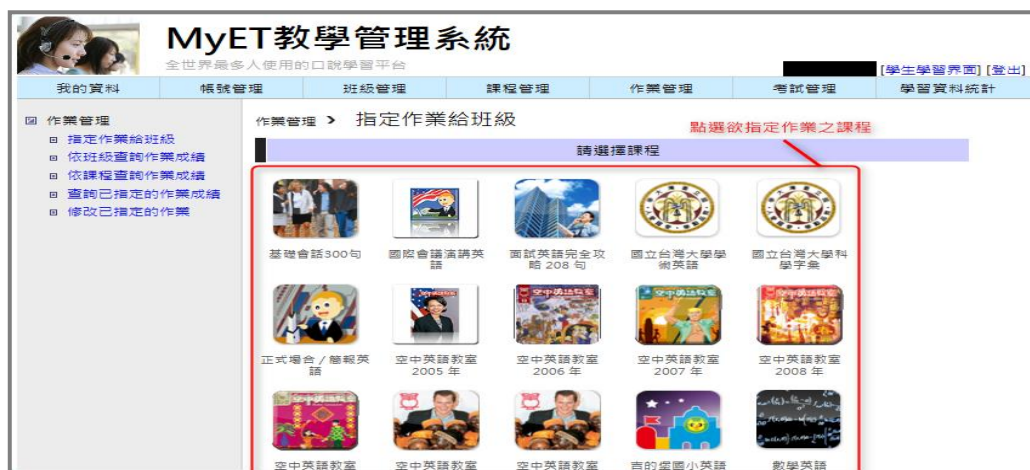 MyET教學管理系統
全世界最多人使用的口說學習平台
[學生學習界面] [登出]
我的資料 帳號管理 班級管理 課程管理 作業管理 考試管理 學習資料統計
作業管理
指定作業給班級
依班級查詢作業成績
依課程查詢作業成績
查詢已指定的作業成績
修改已指定的作業
作業管理 > 指定作業給班級
點選欲指定作業之課程
請選擇課程
基礎會話300句
國際會議演講英
語
面試英語完全攻
略 208 句
國立台灣大學學
術英語
國立台灣大學科
學字彙
正式場合 / 簡報英
語
空中英語教室
2005 年
空中英語教室
2006 年
空中英語教室
2007 年
空中英語教室
2008 年
空中英語教室
空中英語教室
空中英語教室
吉的堡國小英語
數學英語